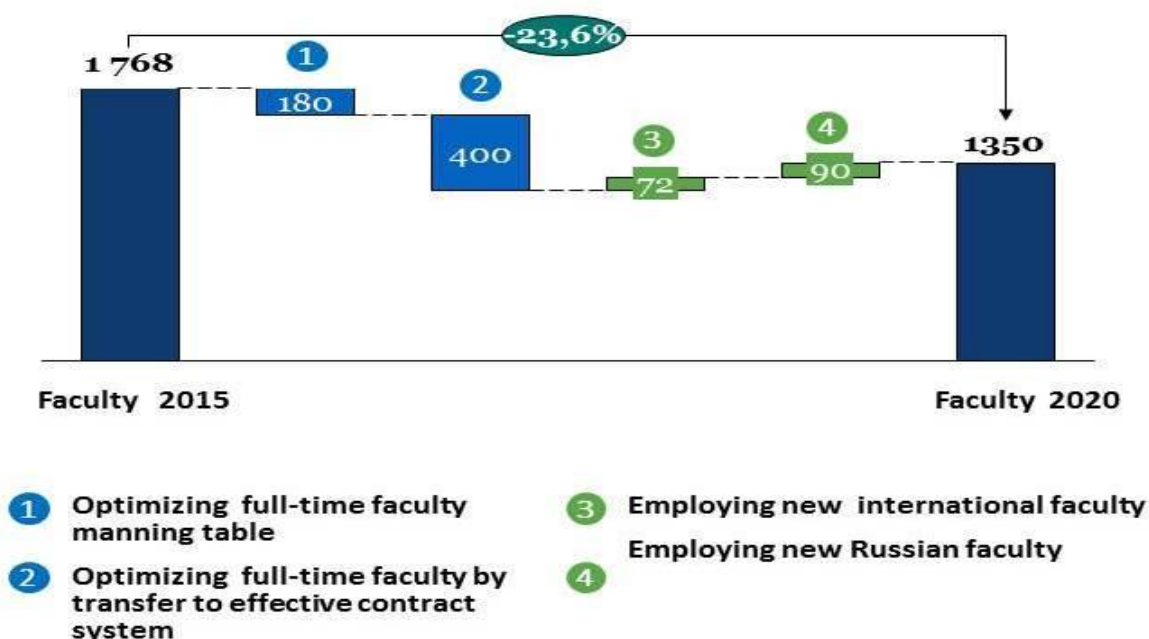 -23,6%
1 768
1
180
2
400
3
72
4
90
1350
Faculty 2015
Faculty 2020
1 Optimizing full-time faculty
manning table
2 Optimizing full-time faculty by
transfer to effective contract
system
3 Employing new international faculty
Employing new Russian faculty
4